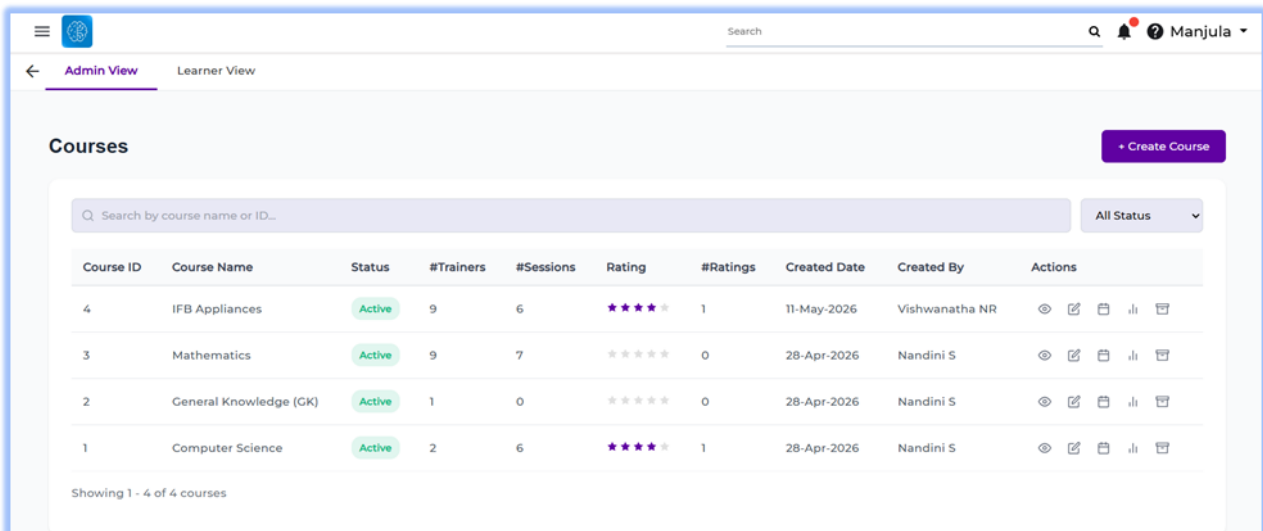 Search
Manjula
Admin View Learner View
Courses
+ Create Course
Search by course name or ID...
All Status
Course ID Course Name Status #Trainers #Sessions Rating #Ratings Created Date Created By Actions
4 IFB Appliances Active 9 6 1 11-May-2026 Vishwanatha NR
3 Mathematics Active 9 7 0 28-Apr-2026 Nandini S
2 General Knowledge (GK) Active 1 0 0 28-Apr-2026 Nandini S
1 Computer Science Active 2 6 1 28-Apr-2026 Nandini S
Showing 1 - 4 of 4 courses